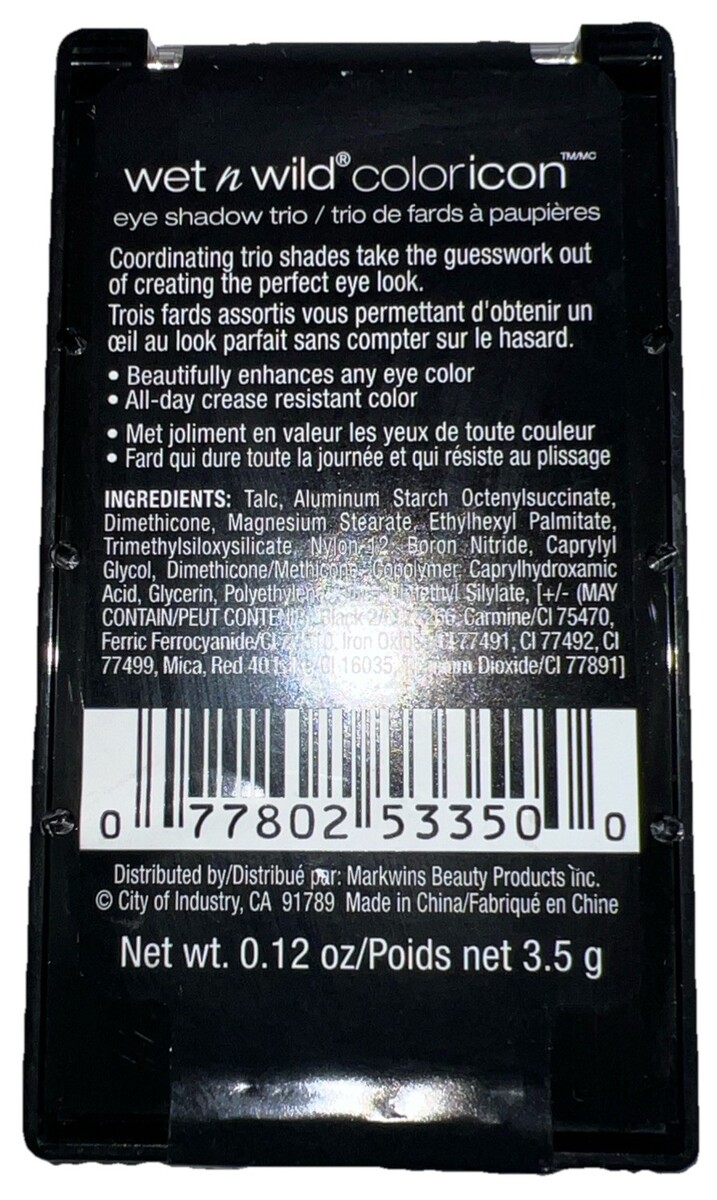 wet n wild® coloricon™/MC
eye shadow trio / trio de fards à paupières
Coordinating trio shades take the guesswork out
of creating the perfect eye look.
Trois fards assortis vous permettant d'obtenir un
œil au look parfait sans compter sur le hasard.
• Beautifully enhances any eye color
• All-day crease resistant color
• Met joliment en valeur les yeux de toute couleur
• Fard qui dure toute la journée et qui résiste au plissage
INGREDIENTS: Talc, Aluminum Starch Octenylsuccinate,
Dimethicone, Magnesium Stearate, Ethylhexyl Palmitate,
Trimethylsiloxysilicate, Nylon-12, Boron Nitride, Caprylyl
Glycol, Dimethicone/Methicone Copolymer, Caprylhydroxamic
Acid, Glycerin, Silylate, [+/- (MAY
CONTAIN/PEUT Black Carmine/CI 75470,
Ferric Ferrocyanide/CI Iron CI 77491, CI 77492, CI
77499, Mica, Red 40 CI 16035, Dioxide/CI 77891]
0 77802 53350 0
Distributed by/Distribué par: Markwins Beauty Products Inc.
© City of Industry, CA 91789 Made in China/Fabriqué en Chine
Net wt. 0.12 oz/Poids net 3.5 g